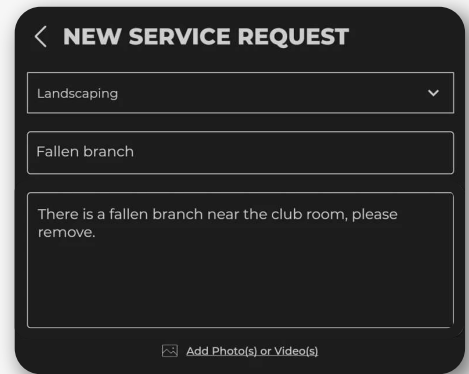 NEW SERVICE REQUEST
Landscaping
Fallen branch
There is a fallen branch near the club room, please
remove.
Add Photo(s) or Video(s)